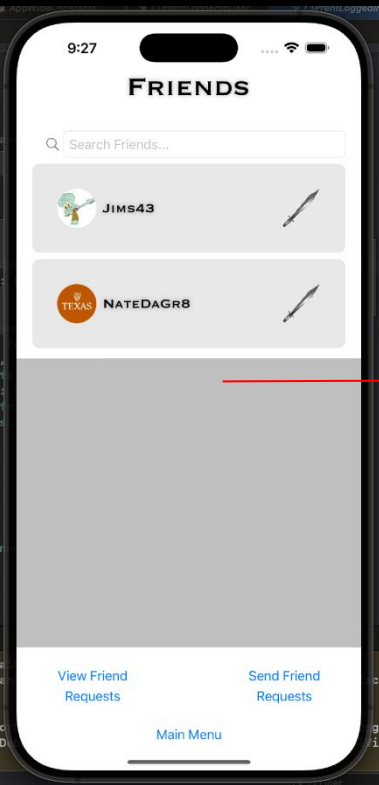 9:27
Friends
Search Friends...
Jims43
TEXAS
NateDaGr8
View Friend
Requests
Send Friend
Requests
Main Menu